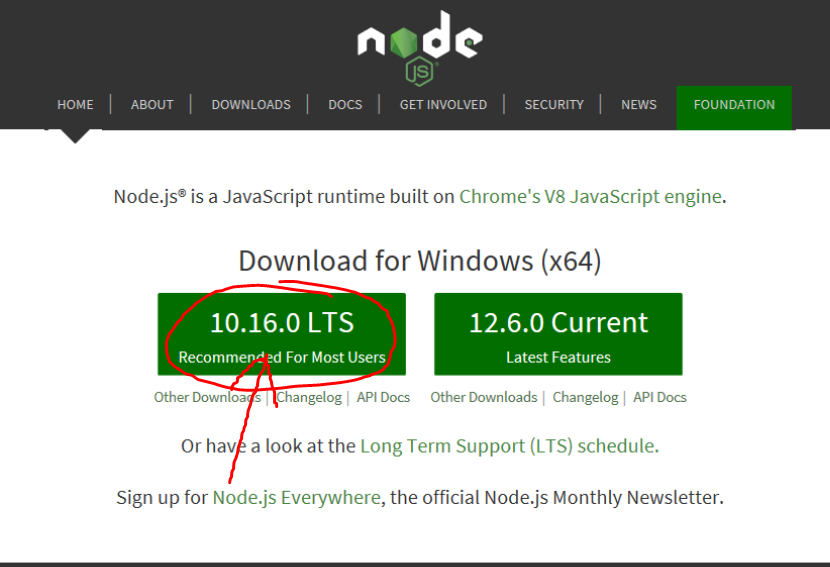 node
JS
HOME | ABOUT | DOWNLOADS | DOCS | GET INVOLVED | SECURITY | NEWS FOUNDATION
Node.js® is a JavaScript runtime built on Chrome's V8 JavaScript engine.
Download for Windows (x64)
10.16.0 LTS
Recommended For Most Users
12.6.0 Current
Latest Features
Other Downloads | Changelog | API Docs
Other Downloads | Changelog | API Docs
Or have a look at the Long Term Support (LTS) schedule.
Sign up for Node.js Everywhere, the official Node.js Monthly Newsletter.